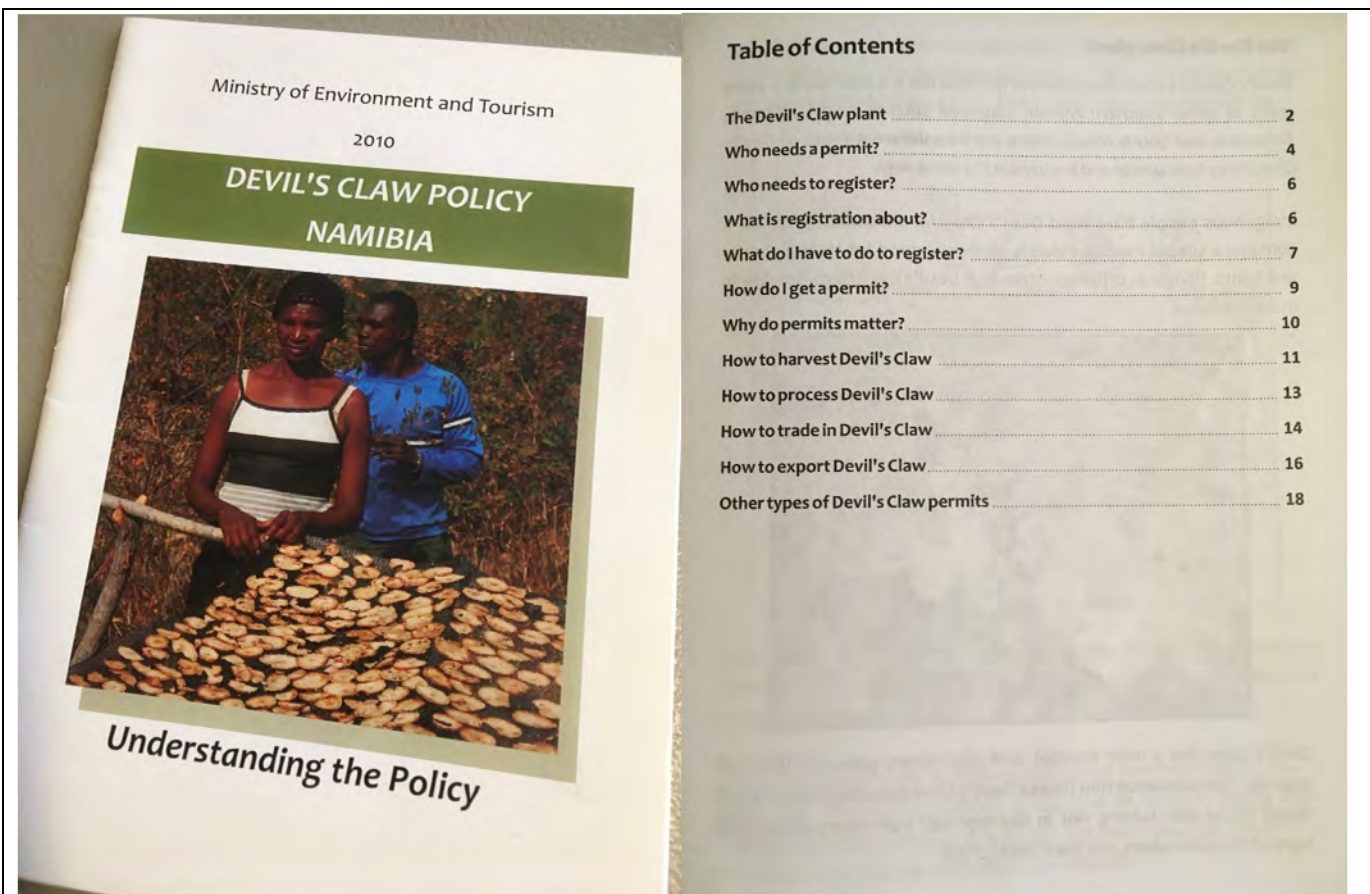 Ministry of Environment and Tourism
2010
DEVIL'S CLAW POLICY
NAMIBIA
Understanding the Policy
Table of Contents
The Devil's Claw plant 2
Who needs a permit? 4
Who needs to register? 6
What is registration about? 6
What do I have to do to register? 7
How do I get a permit? 9
Why do permits matter? 10
How to harvest Devil's Claw 11
How to process Devil's Claw 13
How to trade in Devil's Claw 14
How to export Devil's Claw 16
Other types of Devil's Claw permits 18